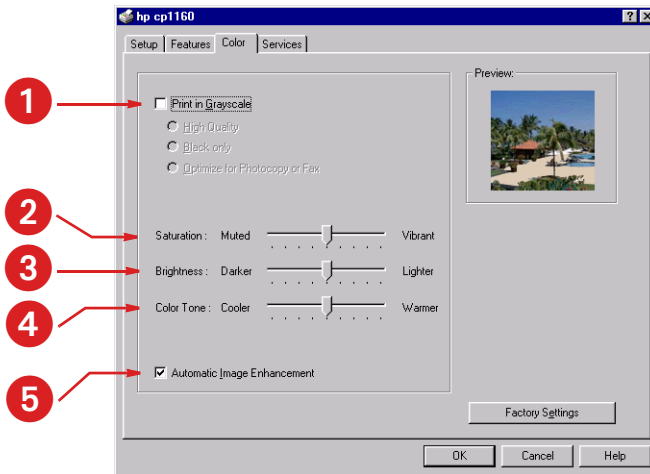 hp cp1160
Setup Features Color Services
Preview:
1
Print in Grayscale
High Quality
Black only
Optimize for Photocopy or Fax
2
Saturation : Muted Vibrant
3
Brightness : Darker Lighter
4
Color Tone : Cooler Warmer
5
Automatic Image Enhancement
Factory Settings
OK Cancel Help